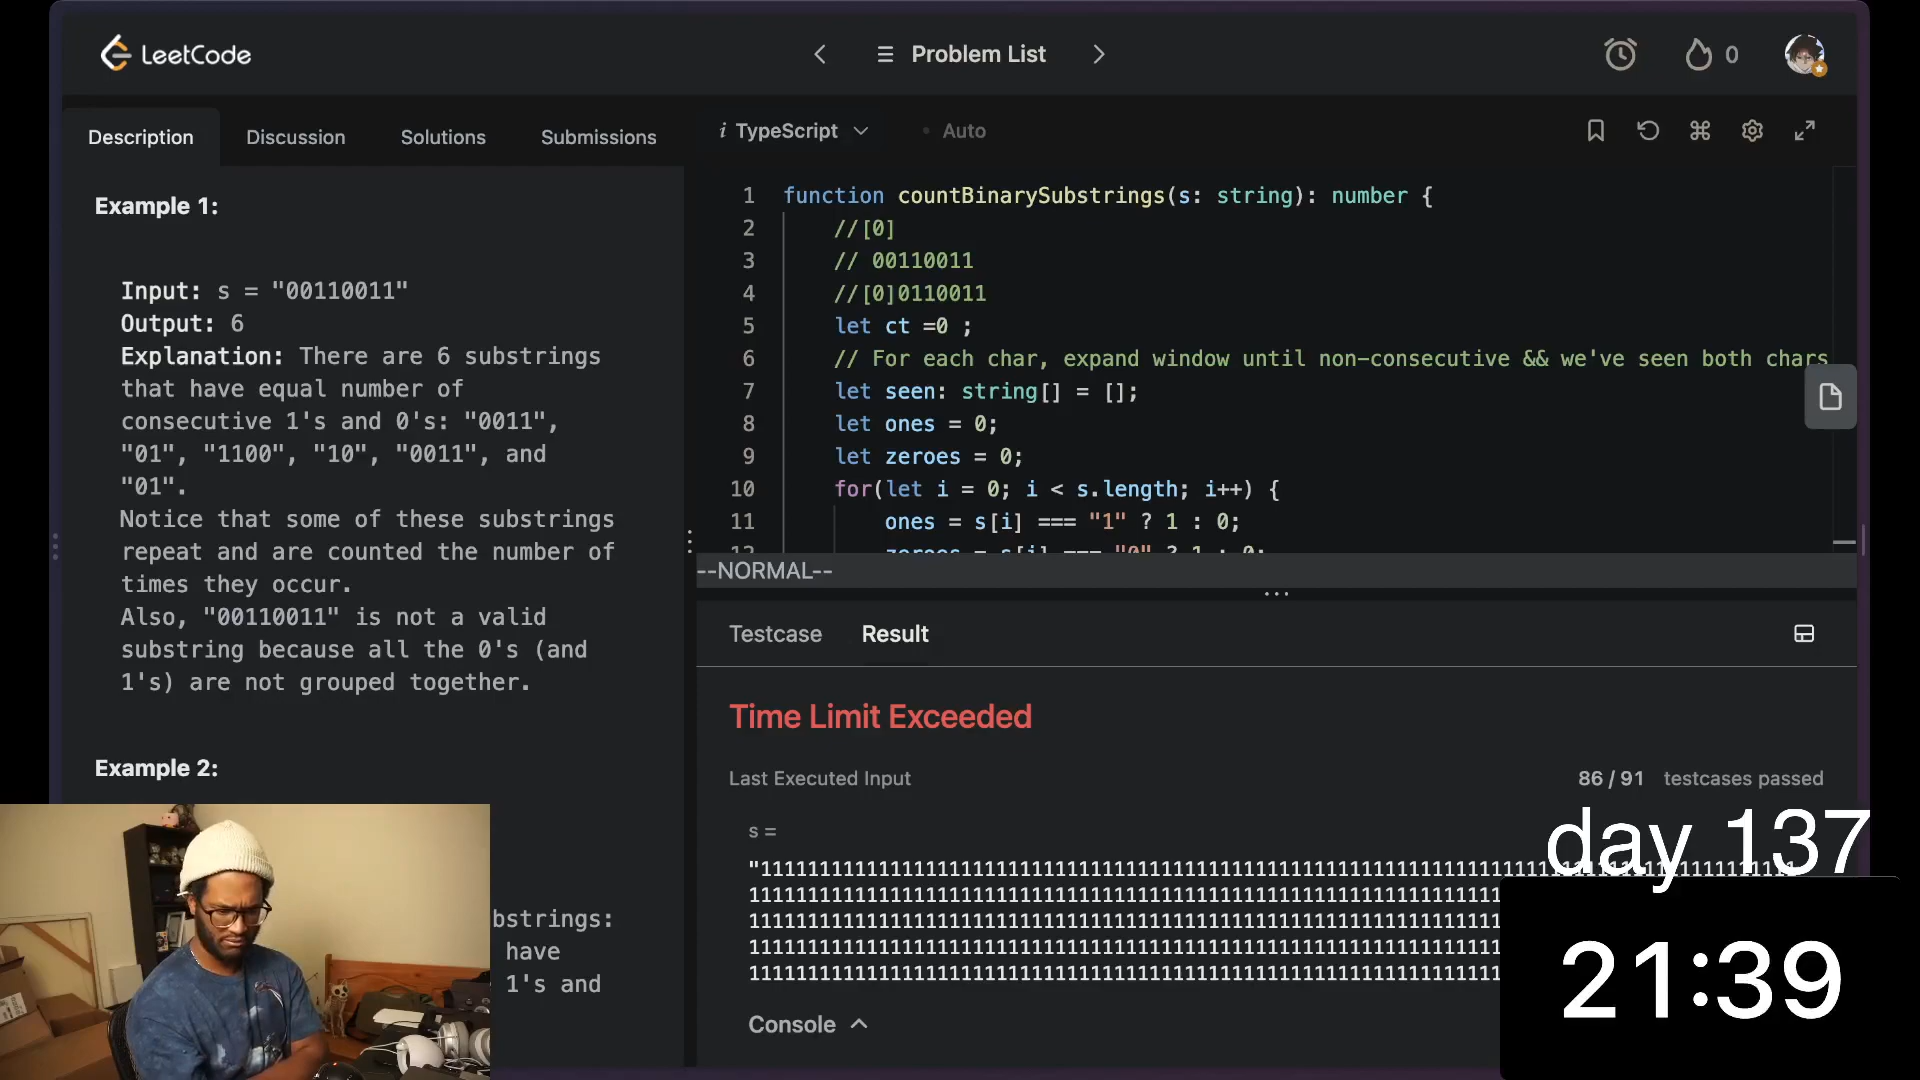 LeetCode
Problem List
0
Description
Discussion
Solutions
Submissions
i TypeScript
Auto
Example 1:
Input: s = "00110011"
Output: 6
Explanation: There are 6 substrings
that have equal number of
consecutive 1's and 0's: "0011",
"01", "1100", "10", "0011", and
"01".
Notice that some of these substrings
repeat and are counted the number of
times they occur.
Also, "00110011" is not a valid
substring because all the 0's (and
1's) are not grouped together.
Example 2:
bstrings:
have
1's and
1 function countBinarySubstrings(s: string): number {
2 //[0]
3 // 00110011
4 //[0]0110011
5 let ct =0 ;
6 // For each char, expand window until non-consecutive && we've seen both chars
7 let seen: string[] = [];
8 let ones = 0;
9 let zeroes = 0;
10 for(let i = 0; i < s.length; i++) {
11 ones = s[i] === "1" ? 1 : 0;
12 zeroes = s[i] === "0" ? 1 : 0;
--NORMAL--
Testcase
Result
Time Limit Exceeded
Last Executed Input
86 / 91 testcases passed
s =
Console
day 137
21:39